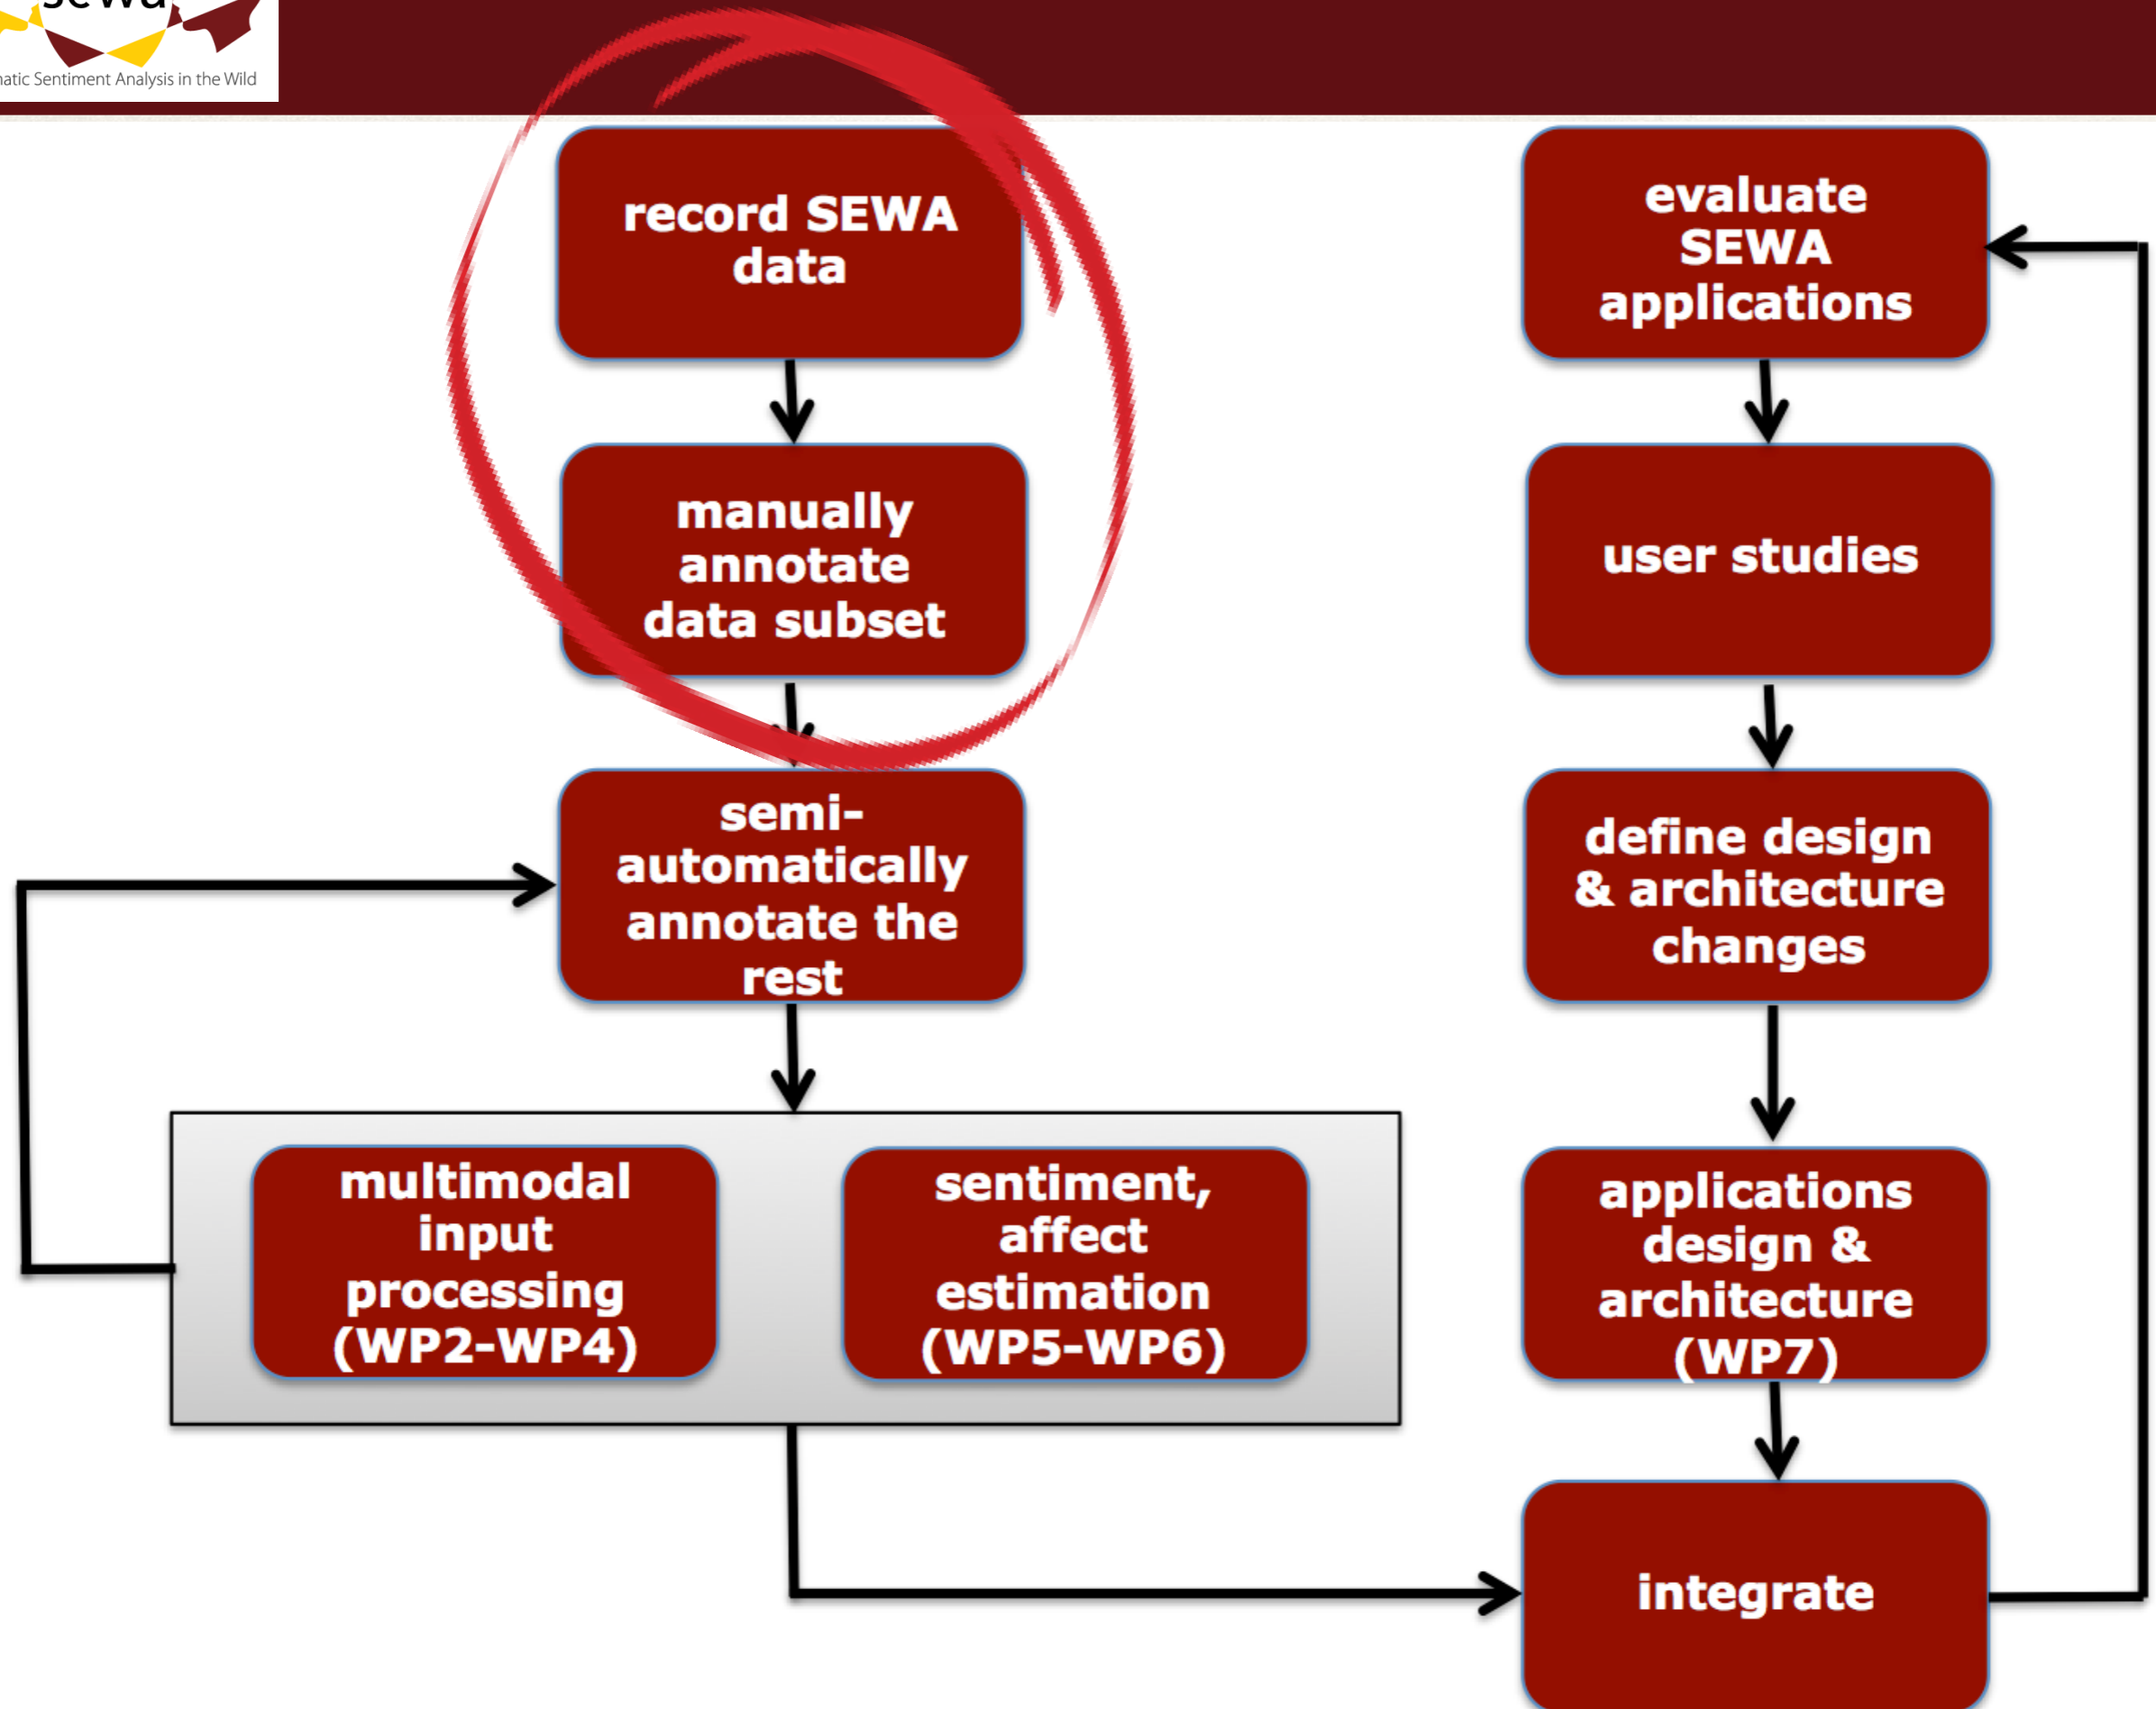 sewa
matic Sentiment Analysis in the Wild
record SEWA
data
manually
annotate
data subset
semi-
automatically
annotate the
rest
multimodal
input
processing
(WP2-WP4)
sentiment,
affect
estimation
(WP5-WP6)
evaluate
SEWA
applications
user studies
define design
& architecture
changes
applications
design &
architecture
(WP7)
integrate